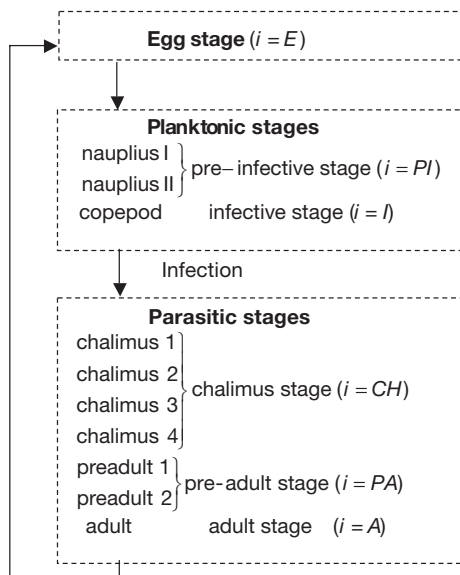 Egg stage (i = E)
Planktonic stages
nauplius I
nauplius II
pre–infective stage (i = PI)
copepod infective stage (i = I)
Infection
Parasitic stages
chalimus 1
chalimus 2
chalimus 3
chalimus 4
chalimus stage (i = CH)
preadult 1
preadult 2
pre-adult stage (i = PA)
adult adult stage (i = A)